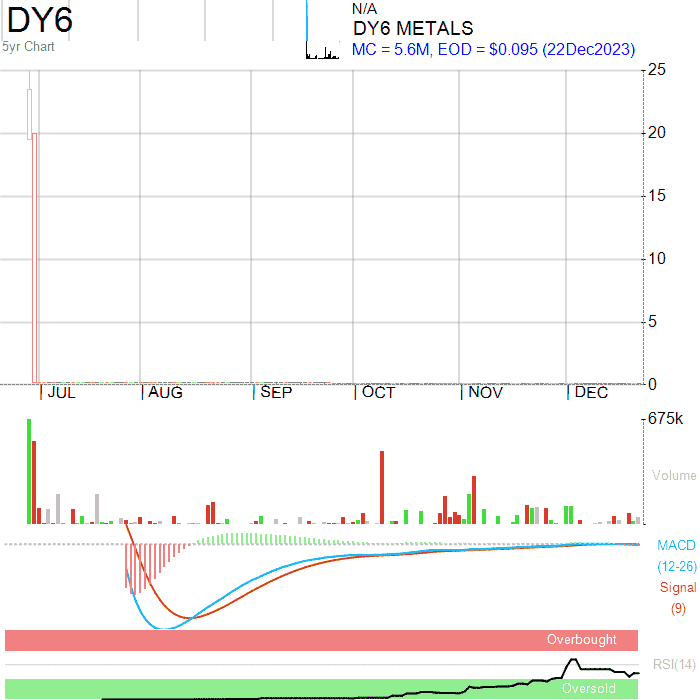 DY6
5yr Chart
N/A
DY6 METALS
MC = 5.6M, EOD = $0.095 (22Dec2023)
25
20
15
10
5
0
JUL AUG SEP OCT NOV DEC
675k
Volume
MACD
(12-26)
Signal
(9)
Overbought
RSI(14)
Oversold